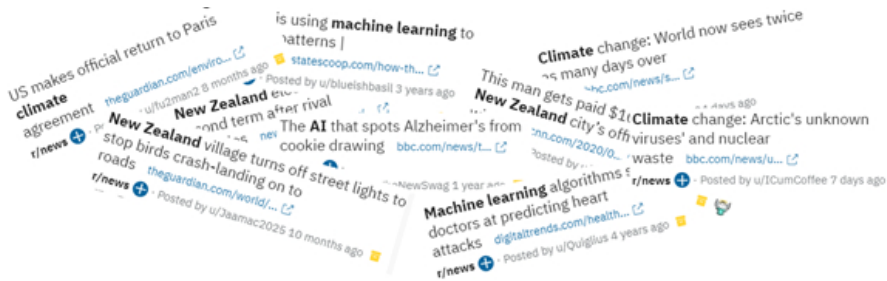 US makes official return to Paris
climate
agreement theguardian.com/enviro...
r/news
u/fu2man2 8 months ago
is using machine learning to
patterns |
statescoop.com/how-th...
Posted by u/blueishbasil 3 years ago
New Zealand
ond term after rival
New Zealand village turns off street lights to
stop birds crash-landing on to
roads theguardian.com/world/...
r/news · Posted by u/Jaamac2025 10 months ago
The AI that spots Alzheimer's from
cookie drawing bbc.com/news/t...
NewSwag 1 year
This man gets paid
New Zealand city's off
cnn.com/2020/0...
Posted by
Climate change: World now sees twice
as many days over
bbc.com/news/s...
days ago
Climate change: Arctic's unknown
viruses' and nuclear
waste bbc.com/news/u...
r/news · Posted by u/ICumCoffee 7 days ago
Machine learning algorithms
doctors at predicting heart
attacks digitaltrends.com/health...
r/news · Posted by u/Quiglius 4 years ago